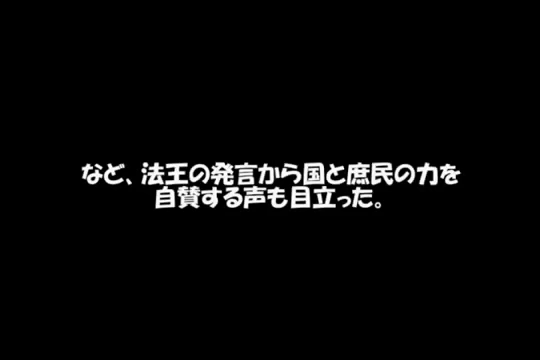 など、法王の発言から国と庶民の力を
自賛する声も目立った。